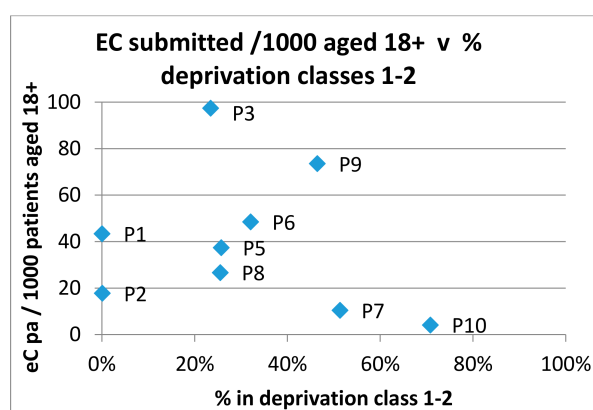 EC submitted /1000 aged 18+ v %
deprivation classes 1-2
eC pa / 1000 patients aged 18+
100
80
60
40
20
0
P3
P9
P6
P1
P5
P8
P2
P7
P10
0%
20%
40%
60%
80%
100%
% in deprivation class 1-2